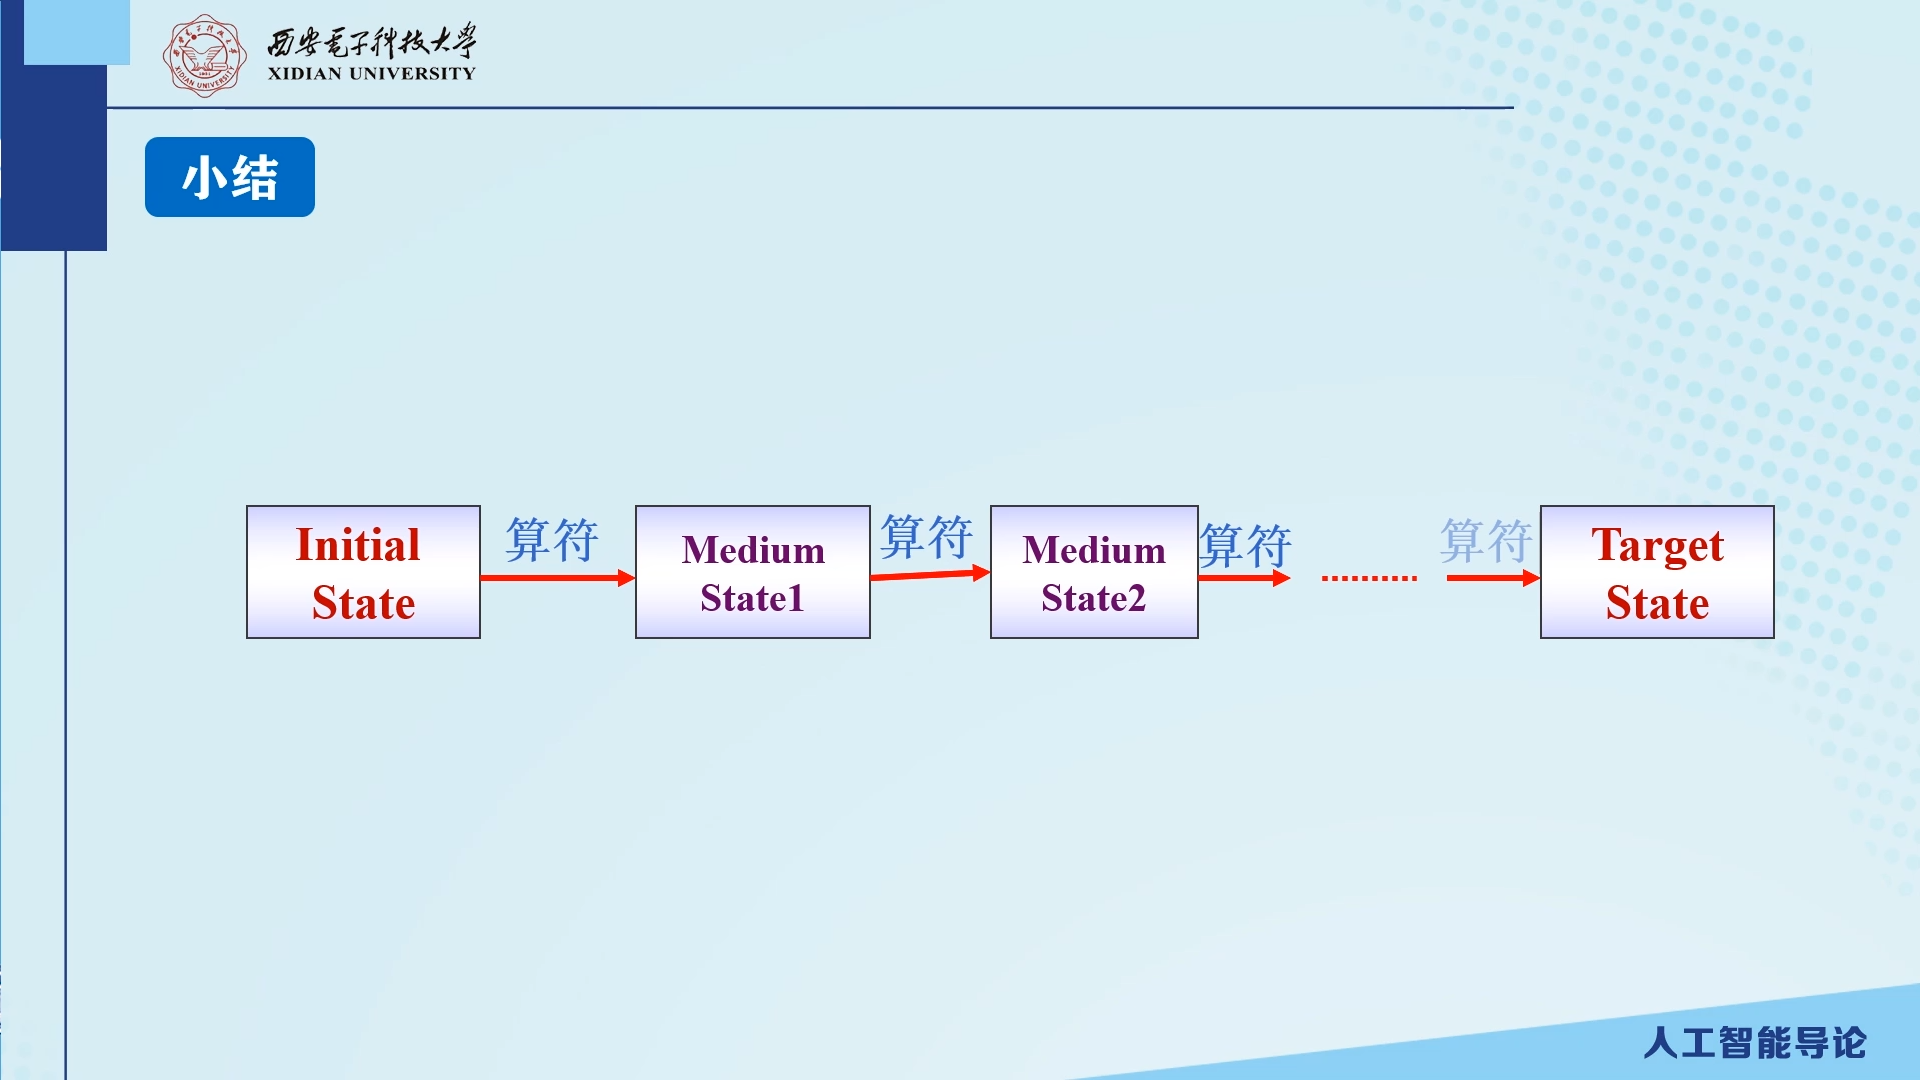 西安电子科技大学
XIDIAN UNIVERSITY
小结
Initial
State
算符
Medium
State1
算符
Medium
State2
算符
算符
Target
State
人工智能导论